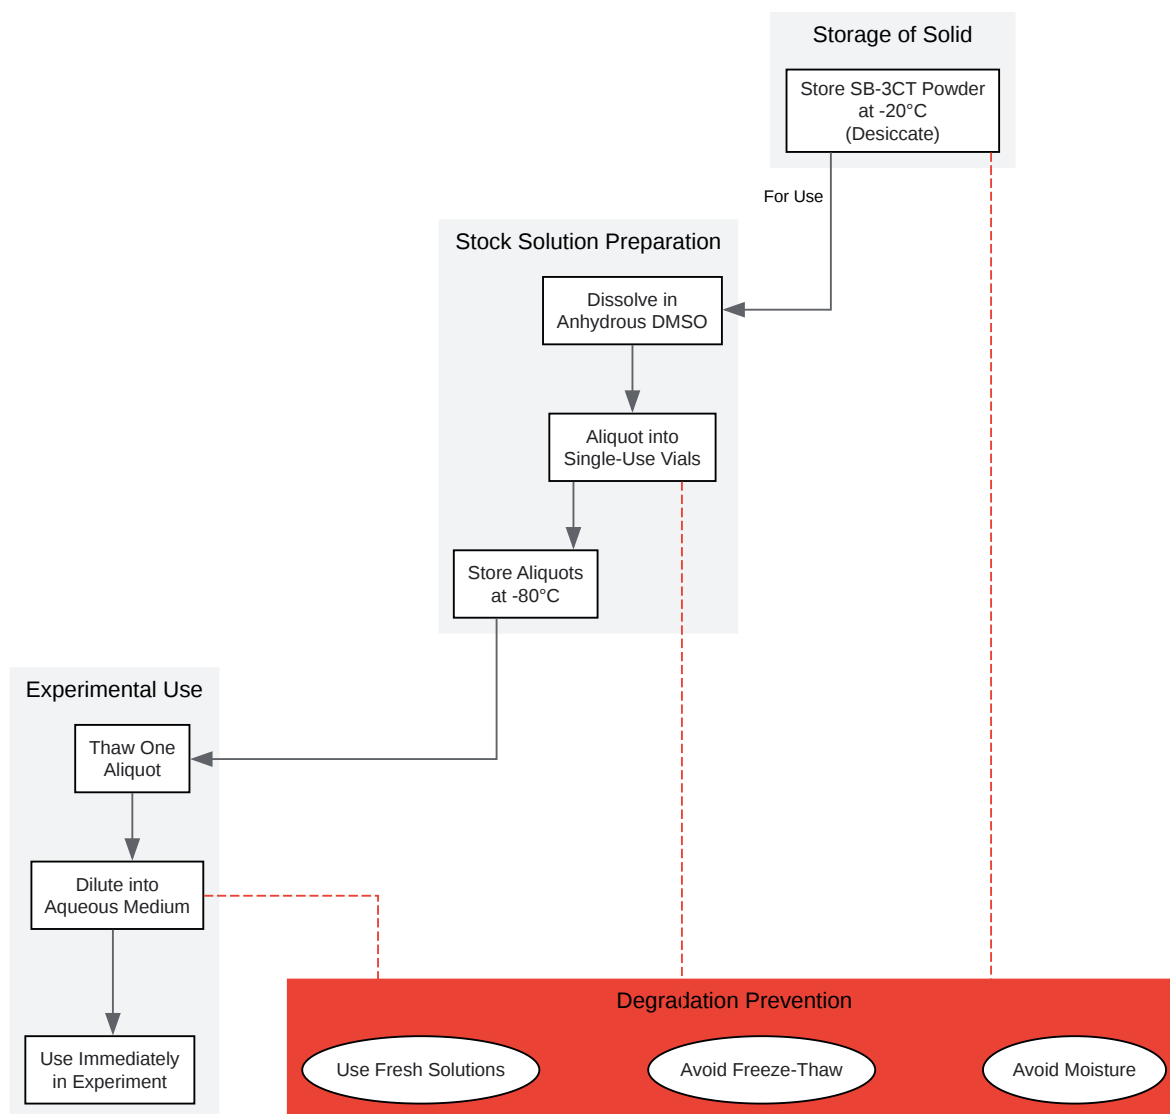 Storage of Solid
Store SB-3CT Powder
at -20°C
(Desiccate)
For Use
Stock Solution Preparation
Dissolve in
Anhydrous DMSO
Aliquot into
Single-Use Vials
Store Aliquots
at -80°C
Experimental Use
Thaw One
Aliquot
Dilute into
Aqueous Medium
Use Immediately
in Experiment
Degradation Prevention
Use Fresh Solutions
Avoid Freeze-Thaw
Avoid Moisture